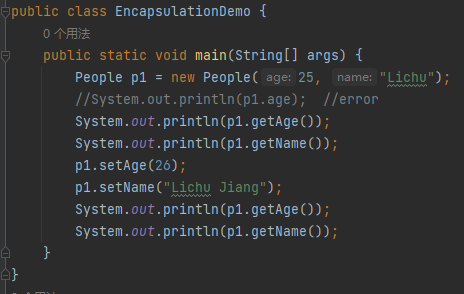 public class EncapsulationDemo {
0 个用法
public static void main(String[] args) {
People p1 = new People( age: 25, name: "Lichu");
//System.out.println(p1.age);  //error
System.out.println(p1.getAge());
System.out.println(p1.getName());
p1.setAge(26);
p1.setName("Lichu Jiang");
System.out.println(p1.getAge());
System.out.println(p1.getName());
}
}